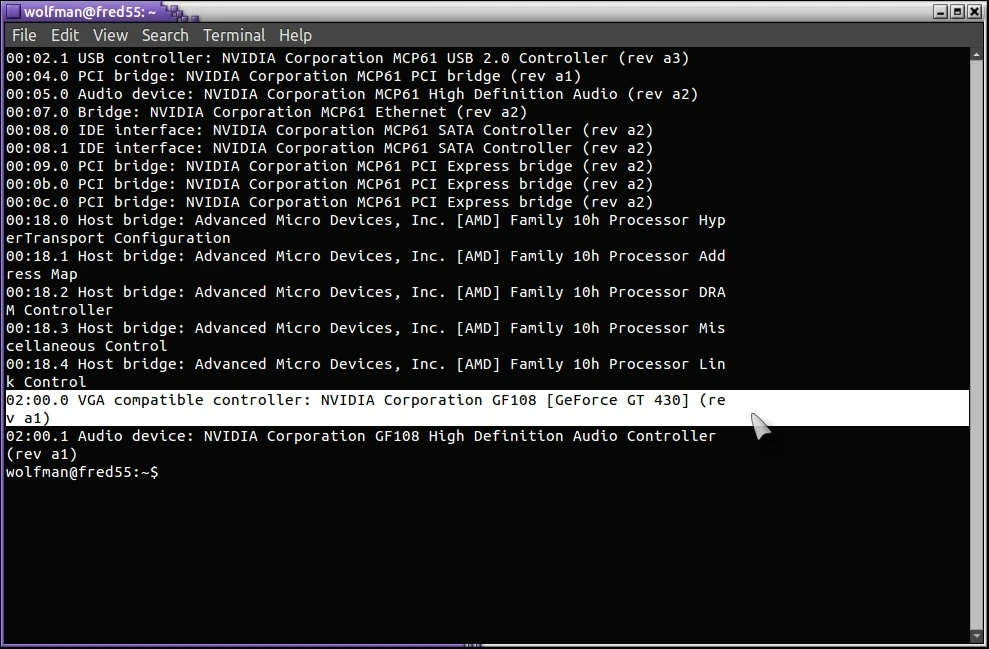 wolfman@fred55: ~
File Edit View Search Terminal Help
00:02.1 USB controller: NVIDIA Corporation MCP61 USB 2.0 Controller (rev a3)
00:04.0 PCI bridge: NVIDIA Corporation MCP61 PCI bridge (rev a1)
00:05.0 Audio device: NVIDIA Corporation MCP61 High Definition Audio (rev a2)
00:07.0 Bridge: NVIDIA Corporation MCP61 Ethernet (rev a2)
00:08.0 IDE interface: NVIDIA Corporation MCP61 SATA Controller (rev a2)
00:08.1 IDE interface: NVIDIA Corporation MCP61 SATA Controller (rev a2)
00:09.0 PCI bridge: NVIDIA Corporation MCP61 PCI Express bridge (rev a2)
00:0b.0 PCI bridge: NVIDIA Corporation MCP61 PCI Express bridge (rev a2)
00:0c.0 PCI bridge: NVIDIA Corporation MCP61 PCI Express bridge (rev a2)
00:18.0 Host bridge: Advanced Micro Devices, Inc. [AMD] Family 10h Processor Hyp
erTransport Configuration
00:18.1 Host bridge: Advanced Micro Devices, Inc. [AMD] Family 10h Processor Add
ress Map
00:18.2 Host bridge: Advanced Micro Devices, Inc. [AMD] Family 10h Processor DRA
M Controller
00:18.3 Host bridge: Advanced Micro Devices, Inc. [AMD] Family 10h Processor Mis
cellaneous Control
00:18.4 Host bridge: Advanced Micro Devices, Inc. [AMD] Family 10h Processor Lin
k Control
02:00.0 VGA compatible controller: NVIDIA Corporation GF108 [GeForce GT 430] (re
v a1)
02:00.1 Audio device: NVIDIA Corporation GF108 High Definition Audio Controller
(rev a1)
wolfman@fred55:~$